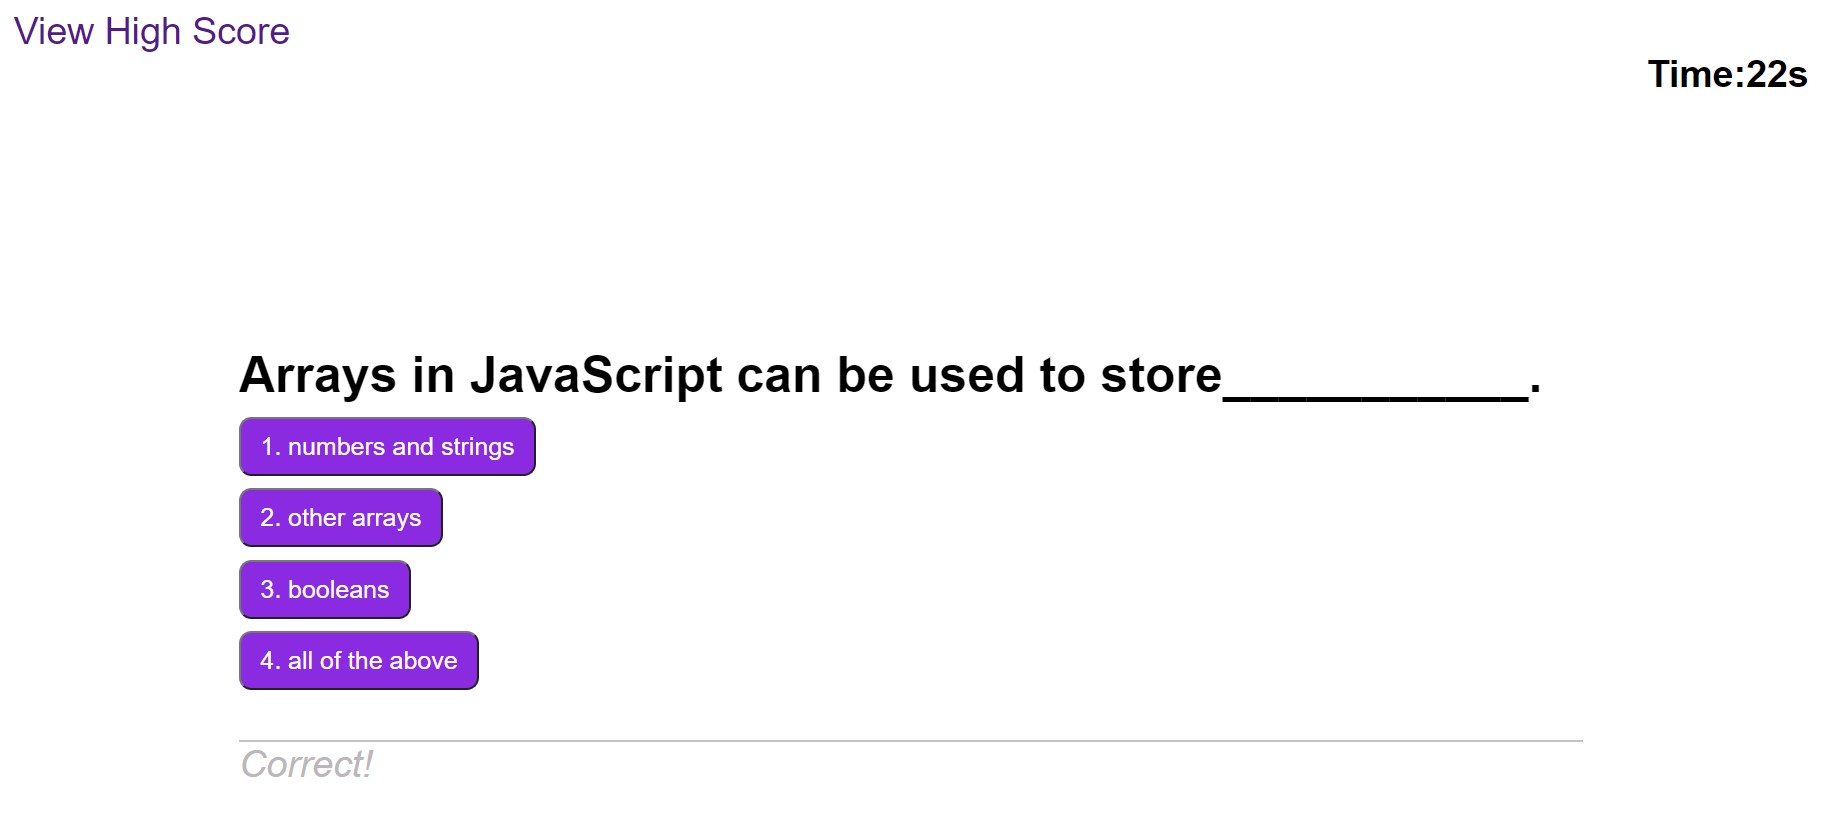 View High Score
Time:22s
Arrays in JavaScript can be used to store___________.
1. numbers and strings
2. other arrays
3. booleans
4. all of the above
Correct!